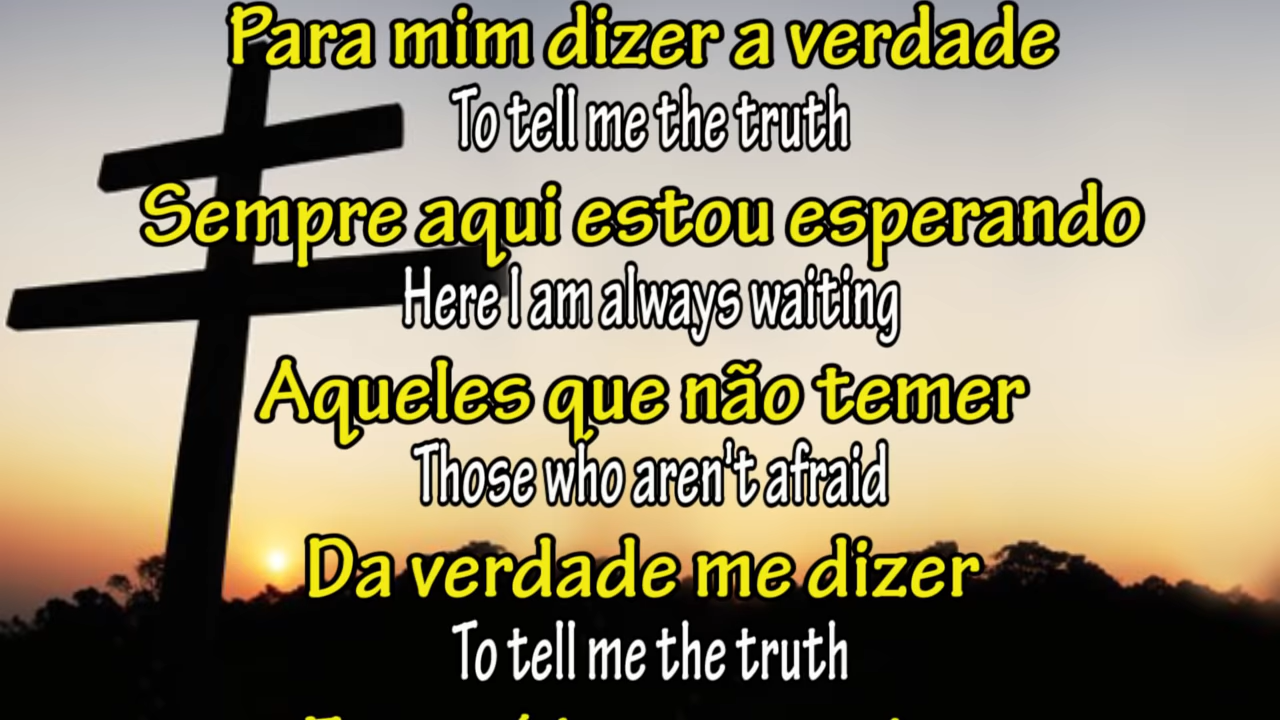 Para mim dizer a verdade
To tell me the truth
Sempre aqui estou esperando
Here I am always waiting
Aqueles que não temer
Those who aren't afraid
Da verdade me dizer
To tell me the truth